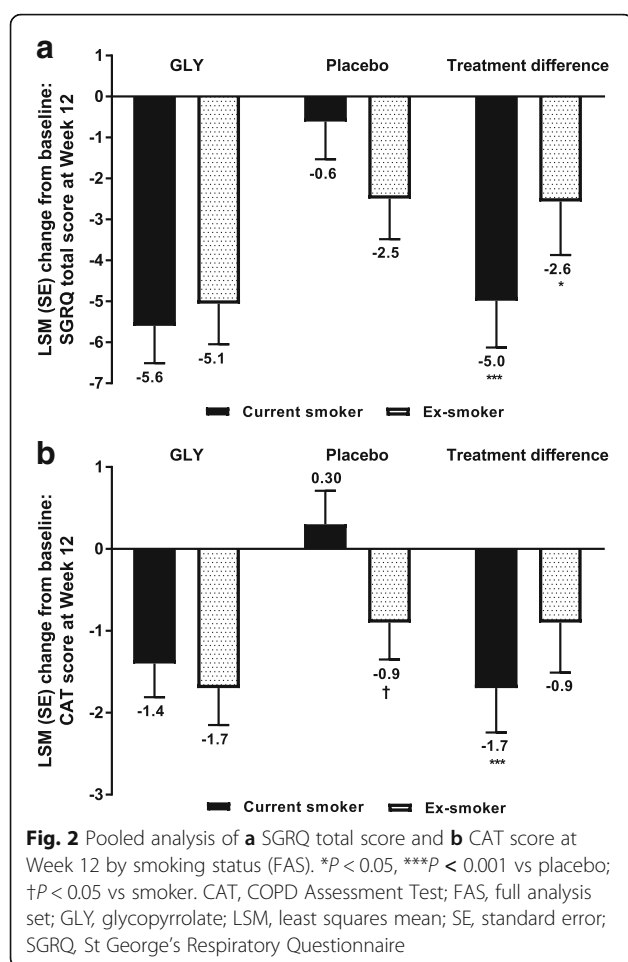 a
GLY Placebo Treatment difference
LSM (SE) change from baseline:
SGRQ total score at Week 12
0
-1
-2
-3
-4
-5
-6
-7
-5.6
-5.1
-0.6
-2.5
-5.0
***
-2.6
*
Current smoker Ex-smoker
b
GLY Placebo Treatment difference
LSM (SE) change from baseline:
CAT score at Week 12
1
0
-1
-2
-3
-1.4
-1.7
0.30
-0.9
†
-1.7
***
-0.9
Current smoker Ex-smoker
Fig. 2 Pooled analysis of a SGRQ total score and b CAT score at
Week 12 by smoking status (FAS). *P < 0.05, ***P < 0.001 vs placebo;
†P < 0.05 vs smoker. CAT, COPD Assessment Test; FAS, full analysis
set; GLY, glycopyrrolate; LSM, least squares mean; SE, standard error;
SGRQ, St George's Respiratory Questionnaire